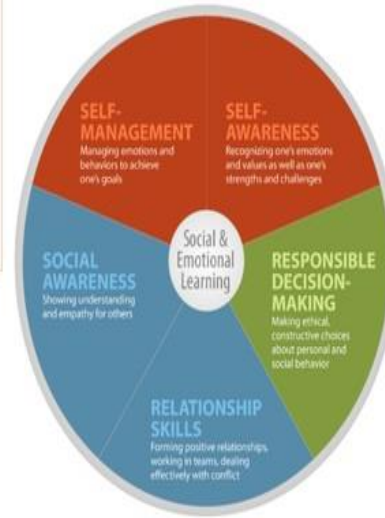 SELF-
MANAGEMENT
Managing emotions and
behaviors to achieve
one's goals
SELF-
AWARENESS
Recognizing one's emotions
and values as well as one's
strengths and challenges
SOCIAL
AWARENESS
Showing understanding
and empathy for others
Social &
Emotional
Learning
RESPONSIBLE
DECISION-
MAKING
Making ethical,
constructive choices
about personal and
social behavior
RELATIONSHIP
SKILLS
Forming positive relationships,
working in teams, dealing
effectively with conflict